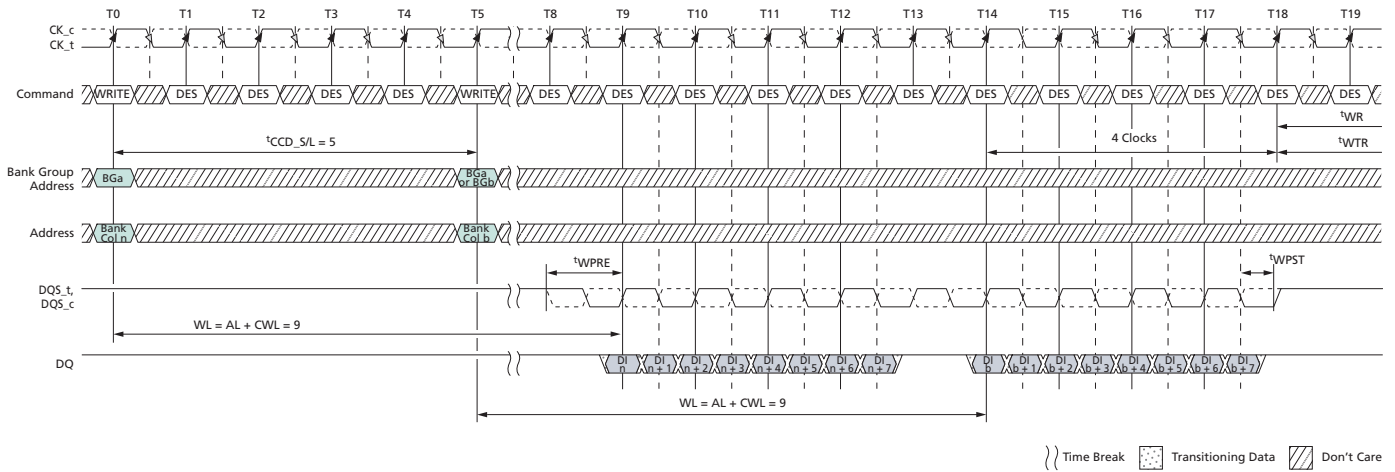 T0 T1 T2 T3 T4 T5 T8 T9 T10 T11 T12 T13 T14 T15 T16 T17 T18 T19
CK_c
CK_t
Command WRITE DES DES DES DES WRITE DES DES DES DES DES DES DES DES DES DES DES DES
tWR
tCCD_S/L = 5 4 Clocks tWTR
Bank Group
Address
BGa
BGa
or BGb
Address
Bank
Col n
Bank
Col b
tWPRE tWPST
DQS_t,
DQS_c
WL = AL + CWL = 9
DQ
DI
n
DI
n + 1
DI
n + 2
DI
n + 3
DI
n + 4
DI
n + 5
DI
n + 6
DI
n + 7
DI
b
DI
b + 1
DI
b + 2
DI
b + 3
DI
b + 4
DI
b + 5
DI
b + 6
DI
b + 7
WL = AL + CWL = 9
Time Break Transitioning Data Don't Care